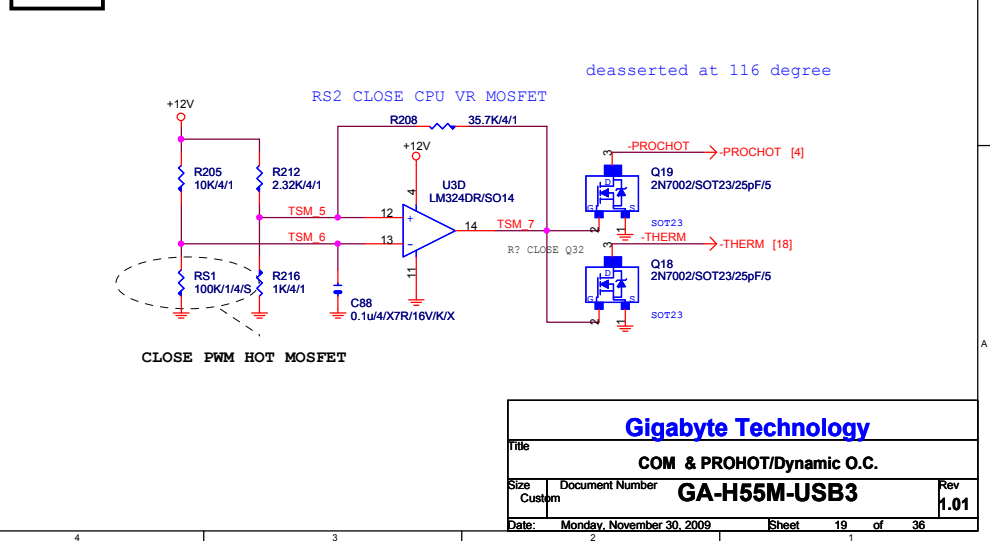 deasserted at 116 degree
RS2 CLOSE CPU VR MOSFET
+12V
R208
35.7K/4/1
+12V
-PROCHOT
-PROCHOT [4]
3
R205
10K/4/1
R212
2.32K/4/1
4
U3D
LM324DR/SO14
Q19
2N7002/SOT23/25pF/5
D
G
S
TSM_5
12
+
14
TSM_7
2
1
SOT23
TSM_6
13
-
R? CLOSE Q32
-THERM
-THERM [18]
3
11
RS1
100K/1/4/S
R216
1K/4/1
Q18
2N7002/SOT23/25pF/5
D
G
S
C88
0.1u/4/X7R/16V/K/X
2
1
SOT23
CLOSE PWM HOT MOSFET
A
Gigabyte Technology
Title
COM & PROHOT/Dynamic O.C.
Size
Custom
Document Number
GA-H55M-USB3
Rev
1.01
Date: Monday, November 30, 2009 Sheet 19 of 36
4 3 2 1